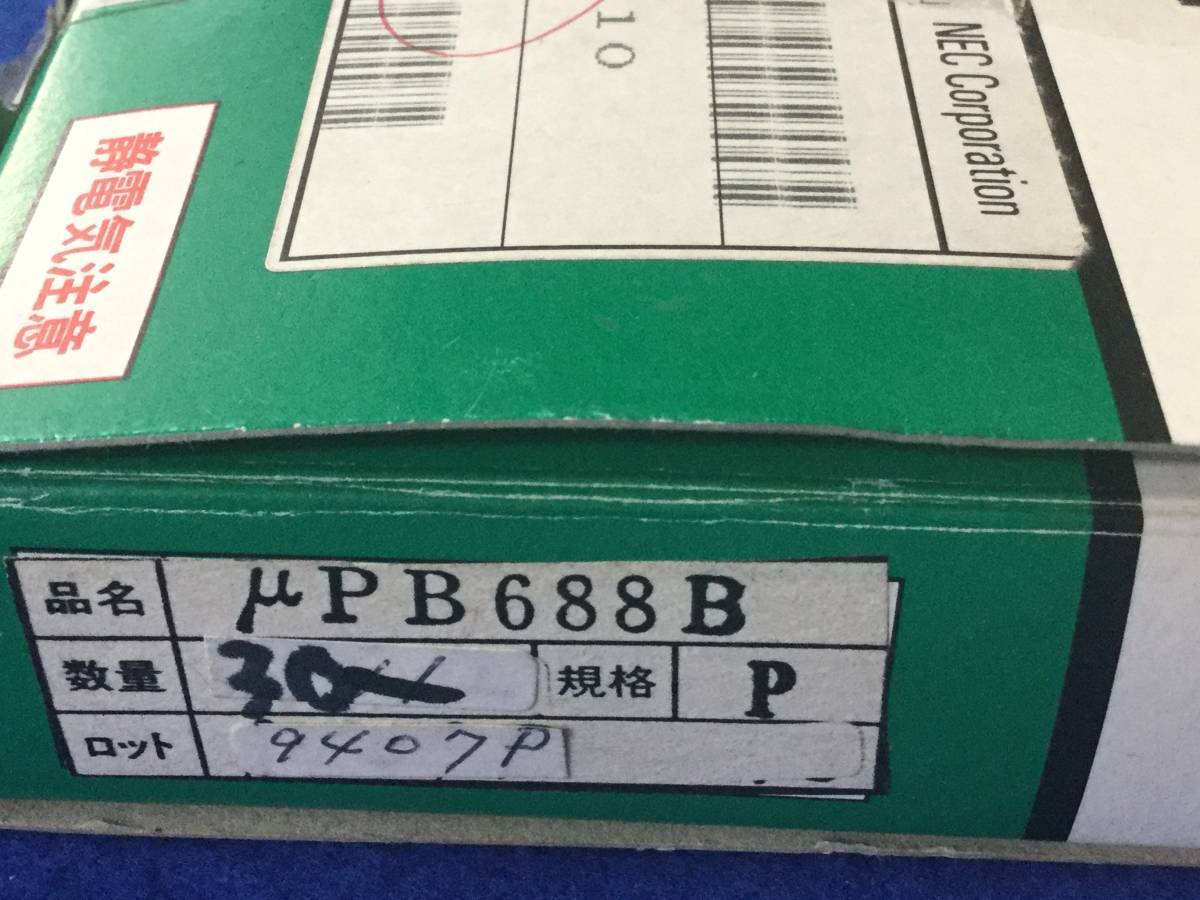 NEC Corporation
10
静電気注意
品名 μPB688B
数量 30 規格 P
ロット 9407P